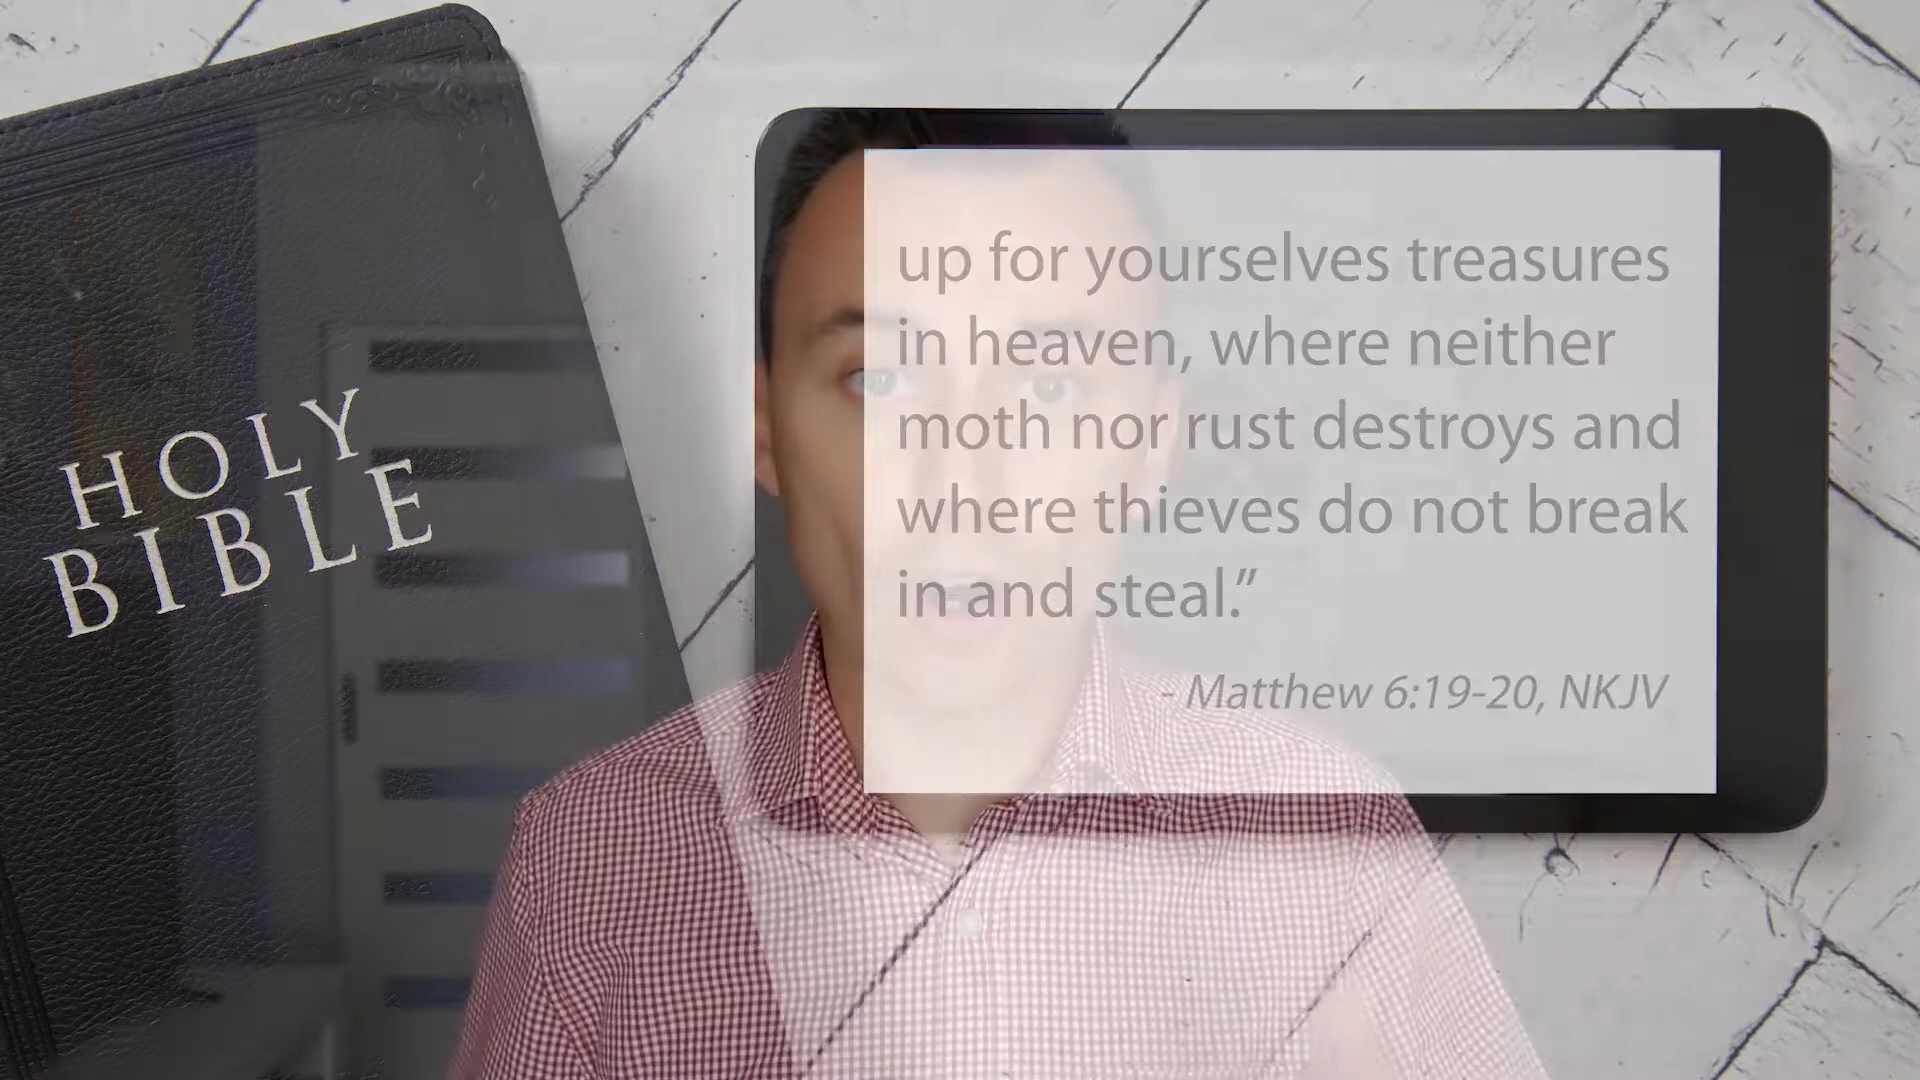 HOLY
BIBLE
up for yourselves treasures
in heaven, where neither
moth nor rust destroys and
where thieves do not break
in and steal.”
- Matthew 6:19-20, NKJV